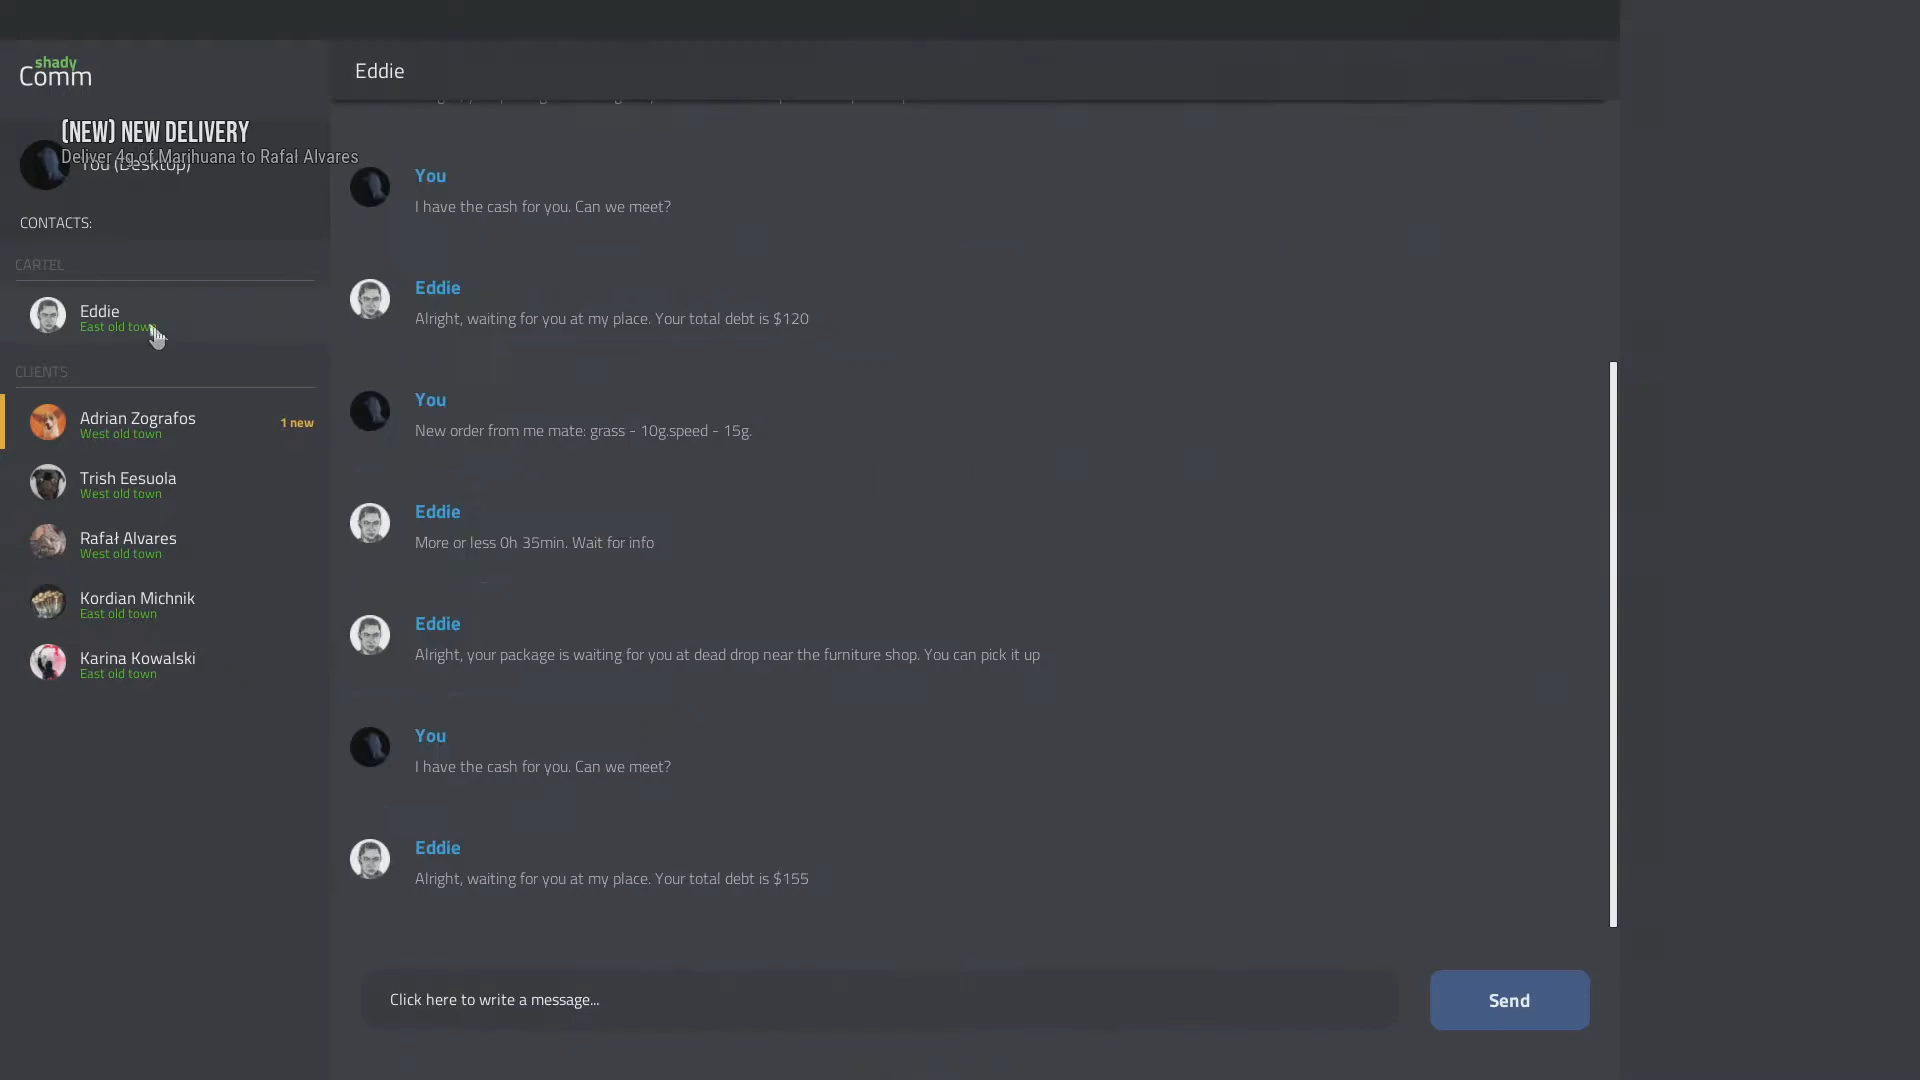 shady
Comm
(NEW) NEW DELIVERY
Deliver 4g of Marihuana to Rafał Alvares
You (Desktop)
CONTACTS:
CARTEL
Eddie
East old town
CLIENTS
Adrian Zografos
West old town
1 new
Trish Eesuola
West old town
Rafał Alvares
West old town
Kordian Michnik
East old town
Karina Kowalski
East old town
Eddie
You
I have the cash for you. Can we meet?
Eddie
Alright, waiting for you at my place. Your total debt is $120
You
New order from me mate: grass - 10g.speed - 15g.
Eddie
More or less 0h 35min. Wait for info
Eddie
Alright, your package is waiting for you at dead drop near the furniture shop. You can pick it up
You
I have the cash for you. Can we meet?
Eddie
Alright, waiting for you at my place. Your total debt is $155
Click here to write a message...
Send